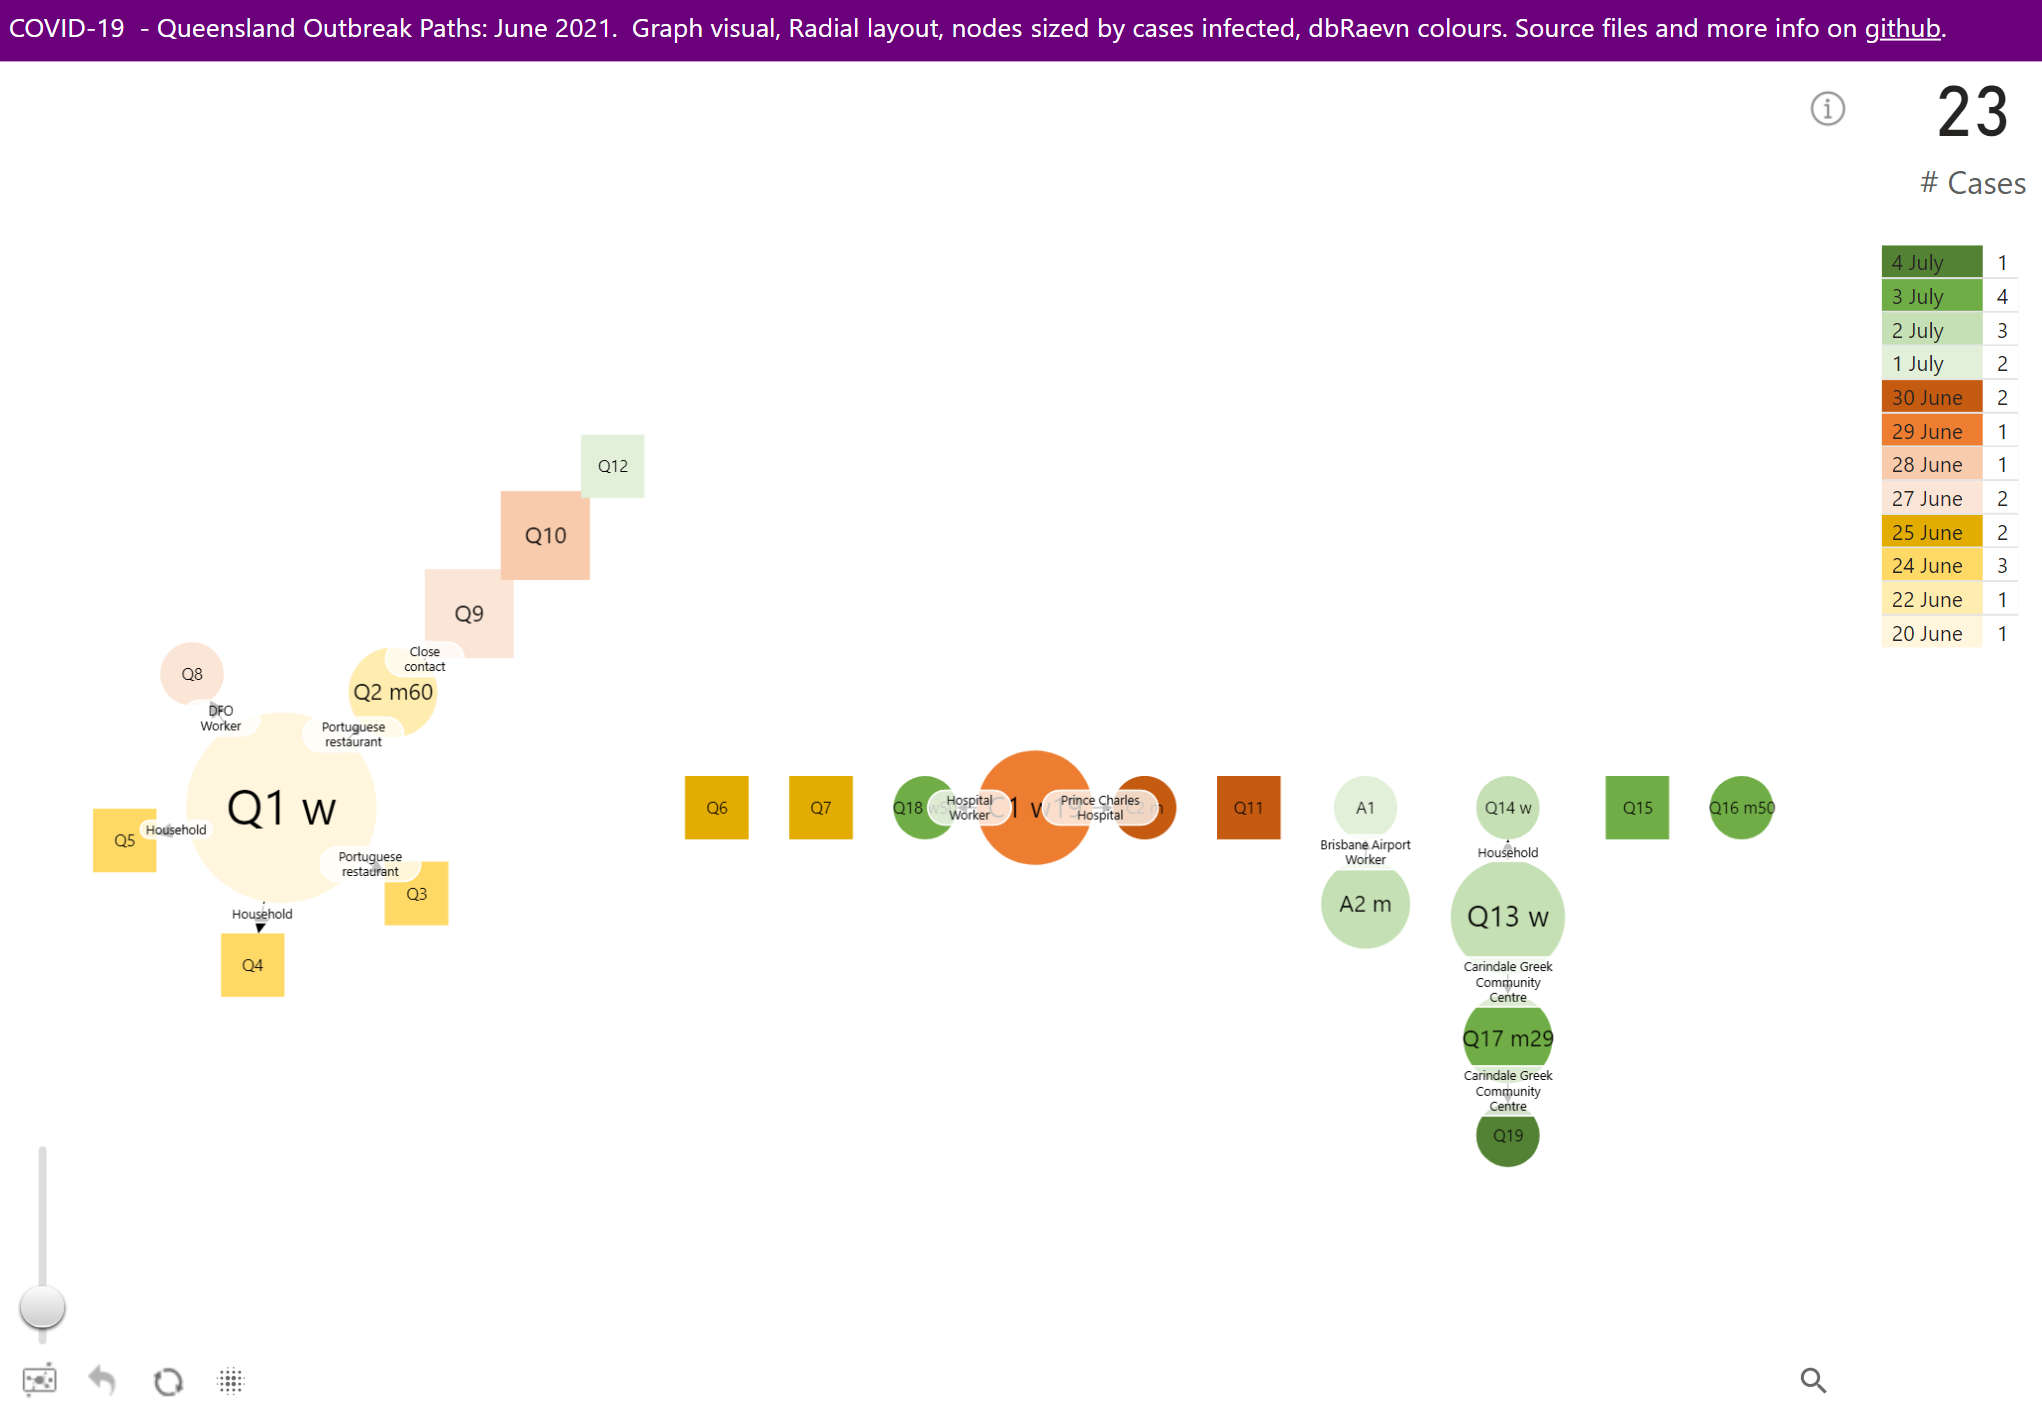 COVID-19 - Queensland Outbreak Paths: June 2021. Graph visual, Radial layout, nodes sized by cases infected, dbRaevn colours. Source files and more info on github.
23
# Cases
4 July 1
3 July 4
2 July 3
1 July 2
30 June 2
29 June 1
28 June 1
27 June 2
25 June 2
24 June 3
22 June 1
20 June 1
Q12
Q10
Q9
Close
contact
Q8
Q2 m60
DFO
Worker
Portuguese
restaurant
Q1 w
Q5
Household
Portuguese
restaurant
Q3
Household
Q4
Q6
Q7
Q18
Hospital
Worker
1 w19
Prince Charles
Hospital
Q11
A1
Brisbane Airport
Worker
A2 m
Q14 w
Household
Q13 w
Carindale Greek
Community
Centre
Q17 m29
Carindale Greek
Community
Centre
Q19
Q15
Q16 m50